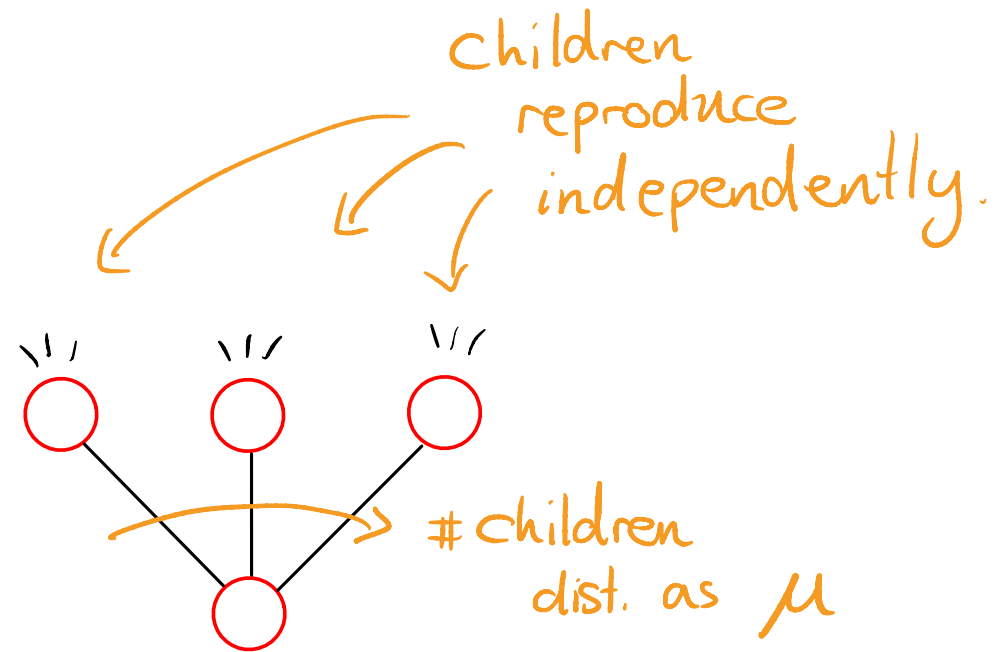 children
reproduce
independently.
#children
dist. as μ